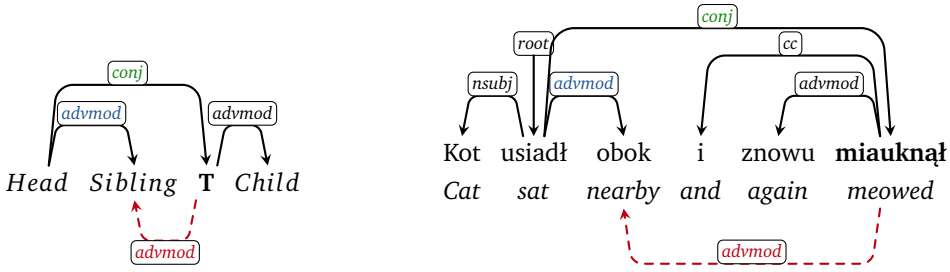 conj
advmod advmod
Head Sibling T Child
advmod
conj
root cc
nsubj advmod advmod
Kot usiadł obok i znowu miauknął
Cat sat nearby and again meowed
advmod